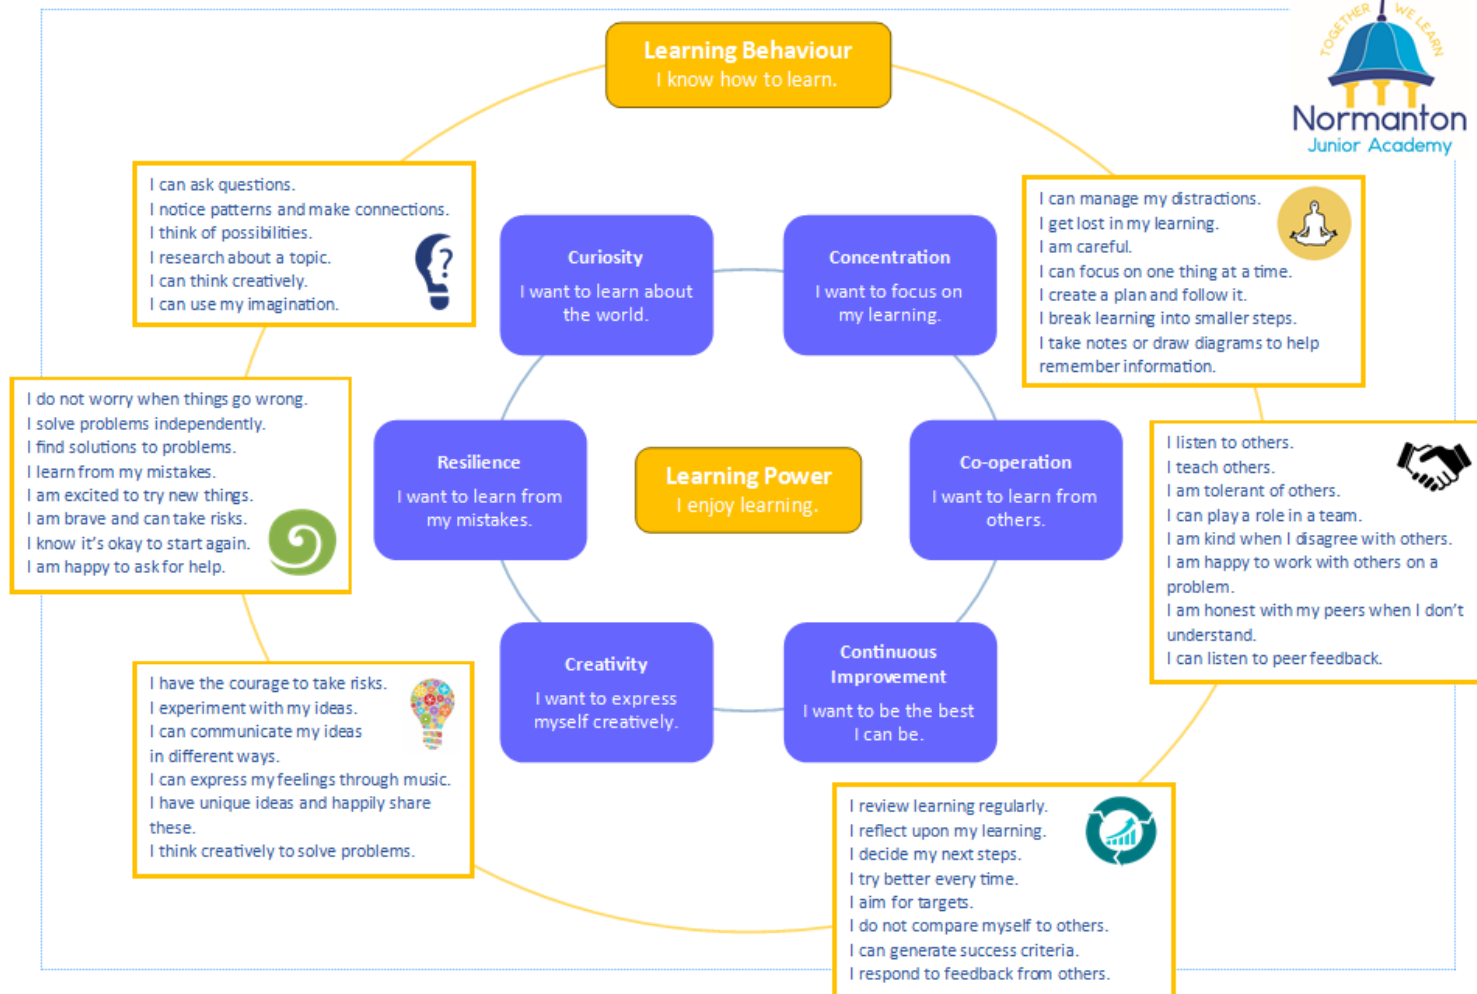 Learning Behaviour
I know how to learn.
TOGETHER WE LEARN
Normanton
Junior Academy
I can ask questions.
I notice patterns and make connections.
I think of possibilities.
I research about a topic.
I can think creatively.
I can use my imagination.
?
Curiosity
I want to learn about
the world.
Concentration
I want to focus on
my learning.
I can manage my distractions.
I get lost in my learning.
I am careful.
I can focus on one thing at a time.
I create a plan and follow it.
I break learning into smaller steps.
I take notes or draw diagrams to help
remember information.
I do not worry when things go wrong.
I solve problems independently.
I find solutions to problems.
I learn from my mistakes.
I am excited to try new things.
I am brave and can take risks.
I know it's okay to start again.
I am happy to ask for help.
Resilience
I want to learn from
my mistakes.
Learning Power
I enjoy learning.
Co-operation
I want to learn from
others.
I listen to others.
I teach others.
I am tolerant of others.
I can play a role in a team.
I am kind when I disagree with others.
I am happy to work with others on a
problem.
I am honest with my peers when I don't
understand.
I can listen to peer feedback.
Creativity
I want to express
myself creatively.
Continuous
Improvement
I want to be the best
I can be.
I have the courage to take risks.
I experiment with my ideas.
I can communicate my ideas
in different ways.
I can express my feelings through music.
I have unique ideas and happily share
these.
I think creatively to solve problems.
I review learning regularly.
I reflect upon my learning.
I decide my next steps.
I try better every time.
I aim for targets.
I do not compare myself to others.
I can generate success criteria.
I respond to feedback from others.